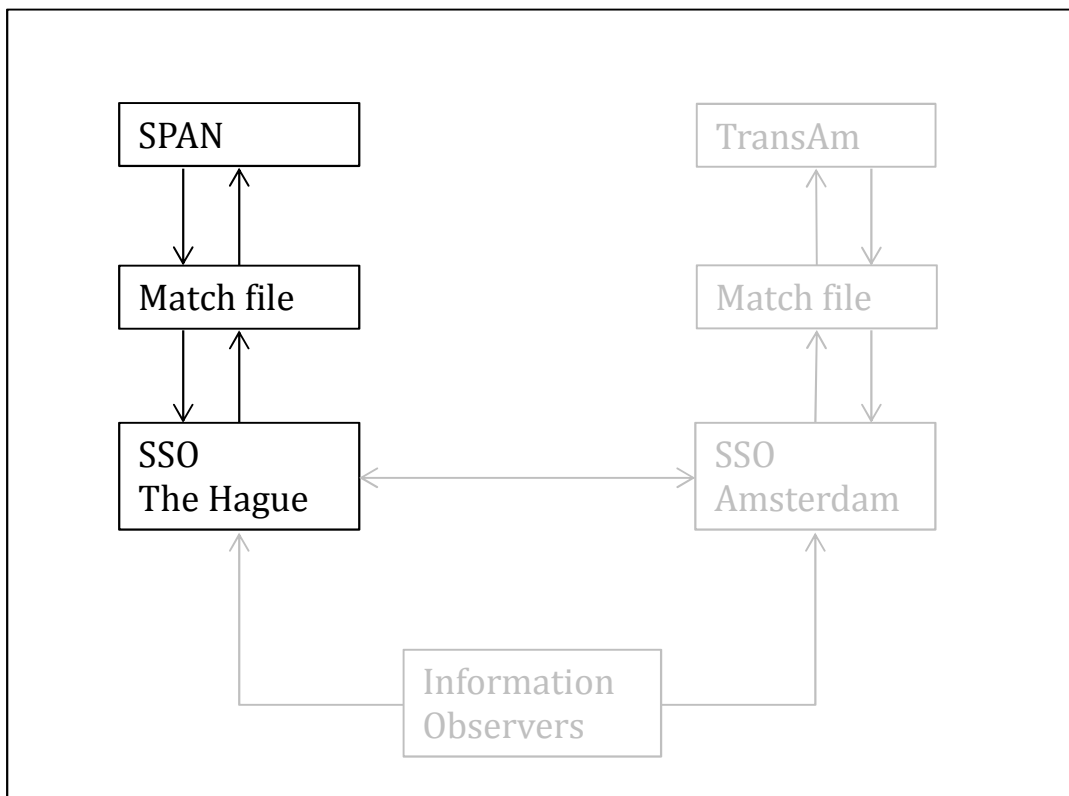 SPAN
TransAm
Match file
Match file
SSO
The Hague
SSO
Amsterdam
Information
Observers